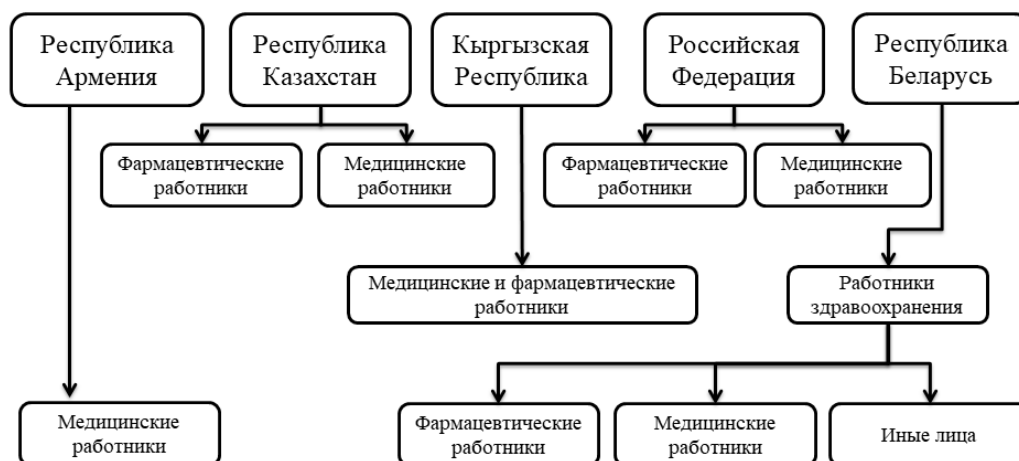 Республика
Армения
Республика
Казахстан
Кыргызская
Республика
Российская
Федерация
Республика
Беларусь
Фармацевтические
работники
Медицинские
работники
Фармацевтические
работники
Медицинские
работники
Медицинские и фармацевтические
работники
Работники
здравоохранения
Медицинские
работники
Фармацевтические
работники
Медицинские
работники
Иные лица